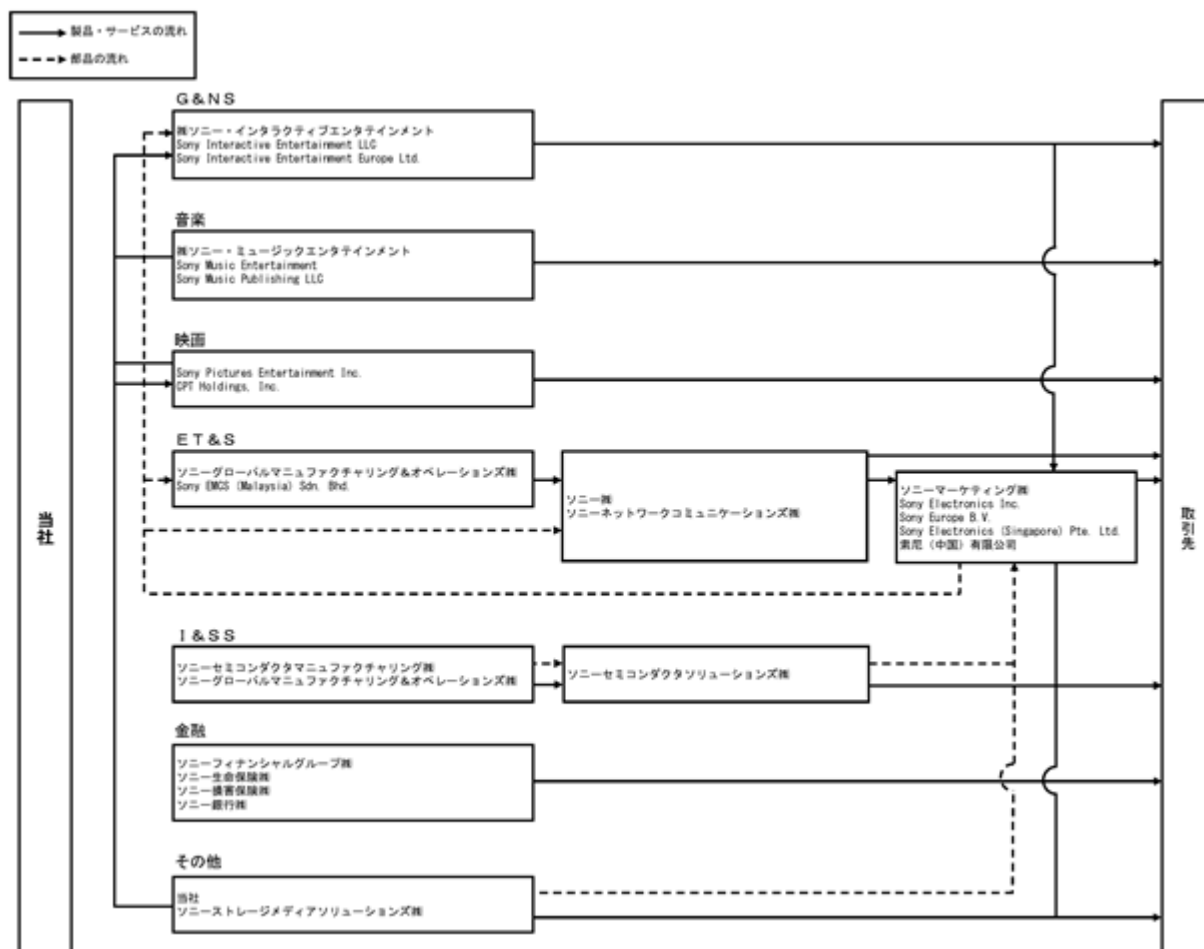 製品・サービスの流れ
部品の流れ
当社
G&NS
㈱ソニー・インタラクティブエンタテインメント
Sony Interactive Entertainment LLC
Sony Interactive Entertainment Europe Ltd.
音楽
㈱ソニー・ミュージックエンタテインメント
Sony Music Entertainment
Sony Music Publishing LLC
映画
Sony Pictures Entertainment Inc.
CPT Holdings, Inc.
ET&S
ソニーグローバルマニュファクチャリング&オペレーションズ㈱
Sony EMCS (Malaysia) Sdn. Bhd.
ソニー㈱
ソニーネットワークコミュニケーションズ㈱
ソニーマーケティング㈱
Sony Electronics Inc.
Sony Europe B.V.
Sony Electronics (Singapore) Pte. Ltd.
索尼(中国)有限公司
I&SS
ソニーセミコンダクタマニュファクチャリング㈱
ソニーグローバルマニュファクチャリング&オペレーションズ㈱
ソニーセミコンダクタソリューションズ㈱
金融
ソニーフィナンシャルグループ㈱
ソニー生命保険㈱
ソニー損害保険㈱
ソニー銀行㈱
その他
当社
ソニーストレージメディアソリューションズ㈱
取引先